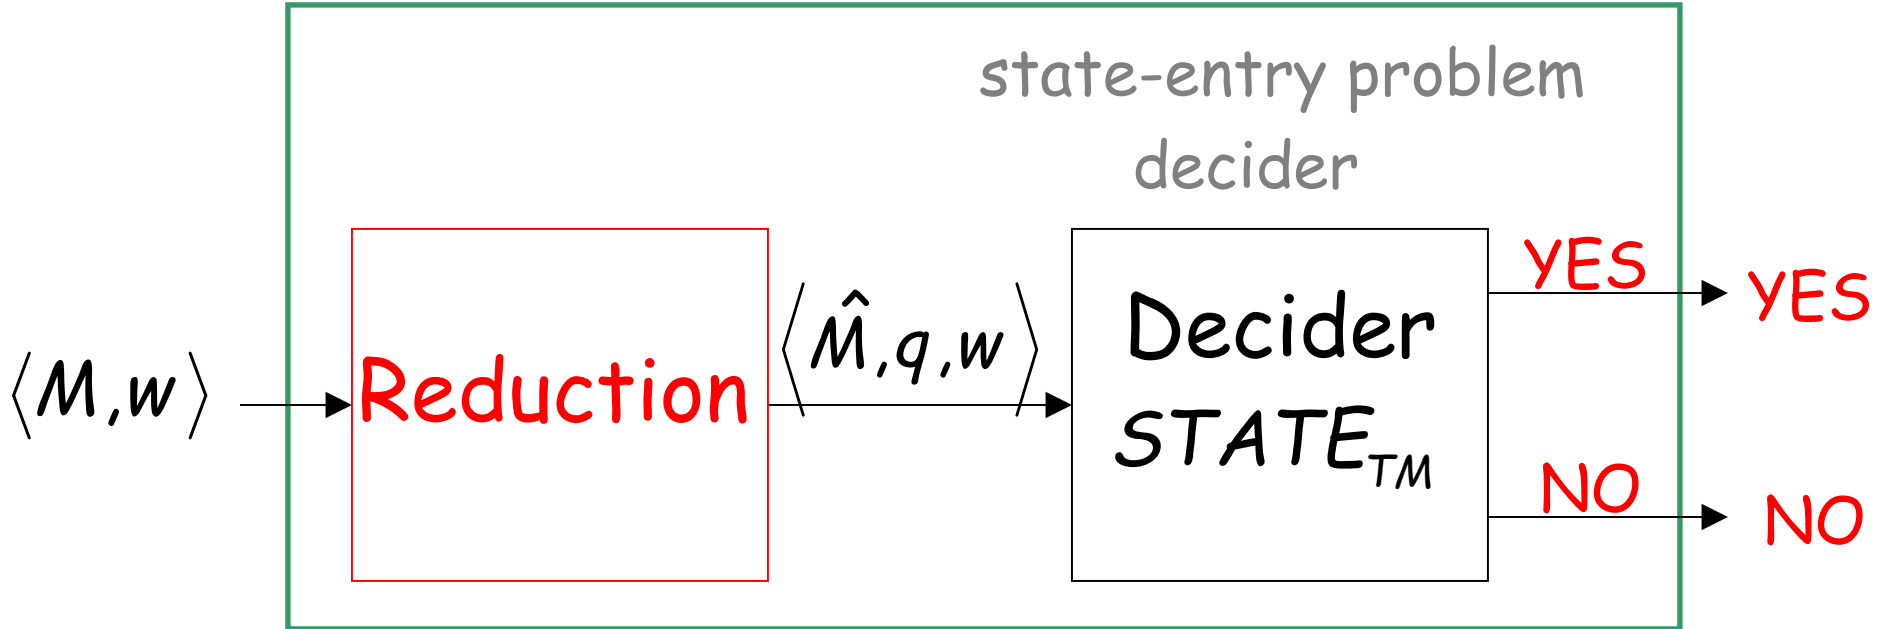 state-entry problem
decider
⟨M,w⟩
Reduction
⟨M̂,q,w⟩
Decider
STATE_TM
YES
YES
NO
NO